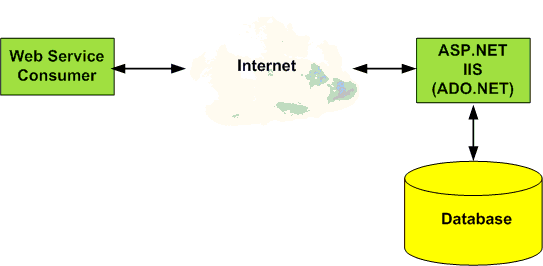 Web Service
Consumer
Internet
ASP.NET
IIS
(ADO.NET)
Database